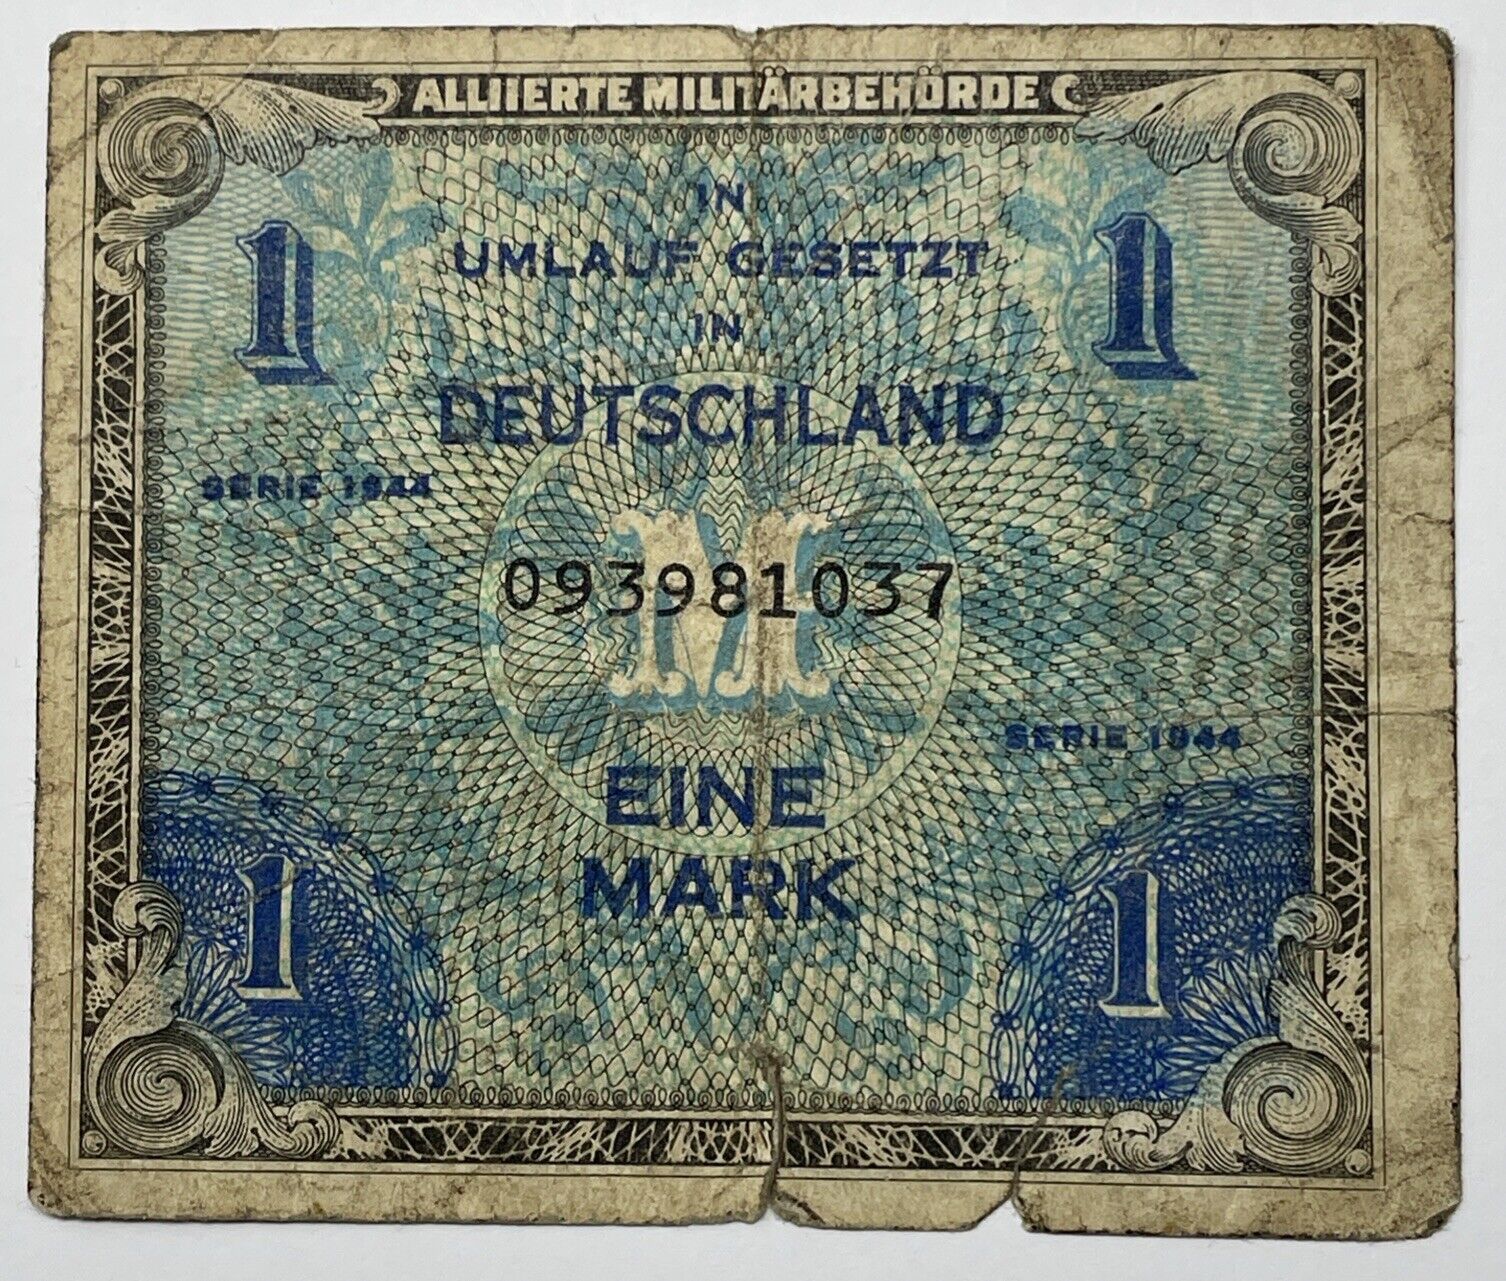 ALLIIERTE MILITÄRBEHÖRDE
IN
1 UMLAUF GESETZT 1
IN
DEUTSCHLAND
SERIE 1944
M
093981037
SERIE 1944
EINE
MARK
1 1